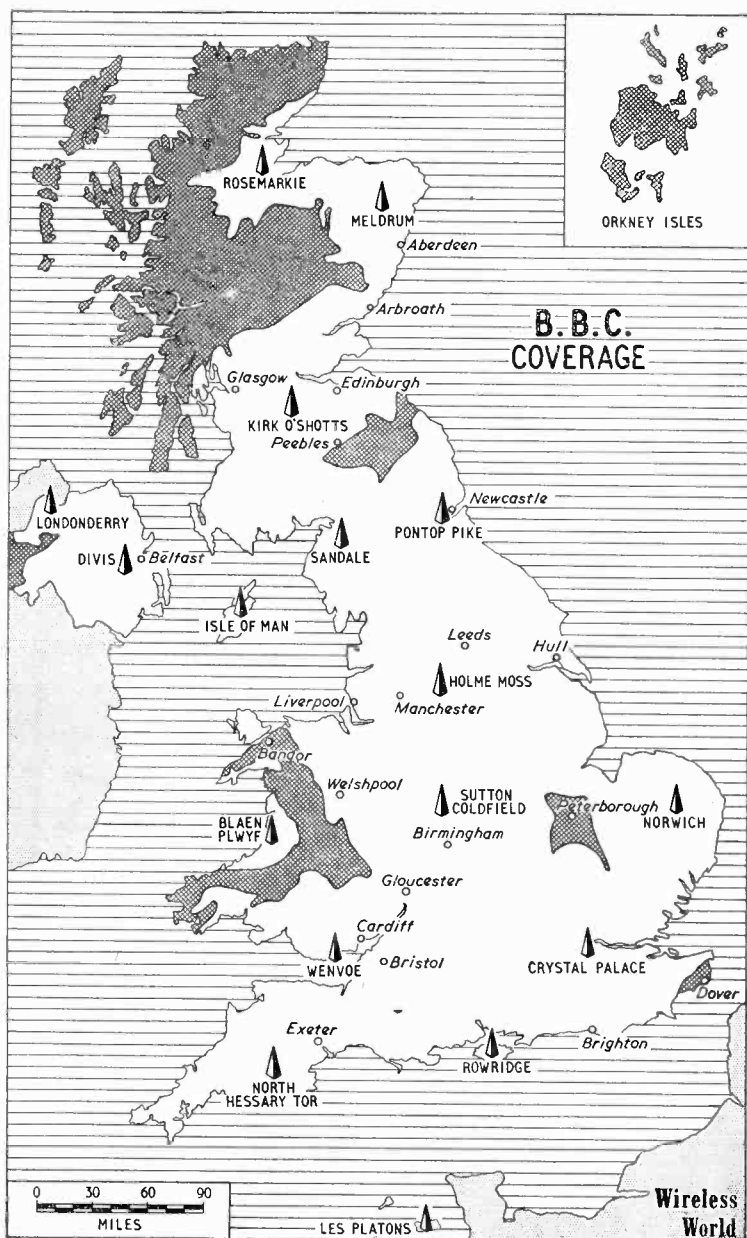 ORKNEY ISLES
ROSEMARKIE
MELDRUM
Aberdeen
Arbroath
B.B.C.
COVERAGE
Glasgow
Edinburgh
KIRK O'SHOTTS
Peebles
LONDONDERRY
Newcastle
PONTOP PIKE
DIVIS
Belfast
SANDALE
ISLE OF MAN
Leeds
Hull
HOLME MOSS
Liverpool
Manchester
Bangor
Welshpool
SUTTON
COLDFIELD
Peterborough
NORWICH
BLAEN
PLWYF
Birmingham
Gloucester
Cardiff
WENVOE
Bristol
CRYSTAL PALACE
Dover
Exeter
Brighton
ROWRIDGE
NORTH
HESSARY TOR
0 30 60 90
MILES
LES PLATONS
Wireless
World